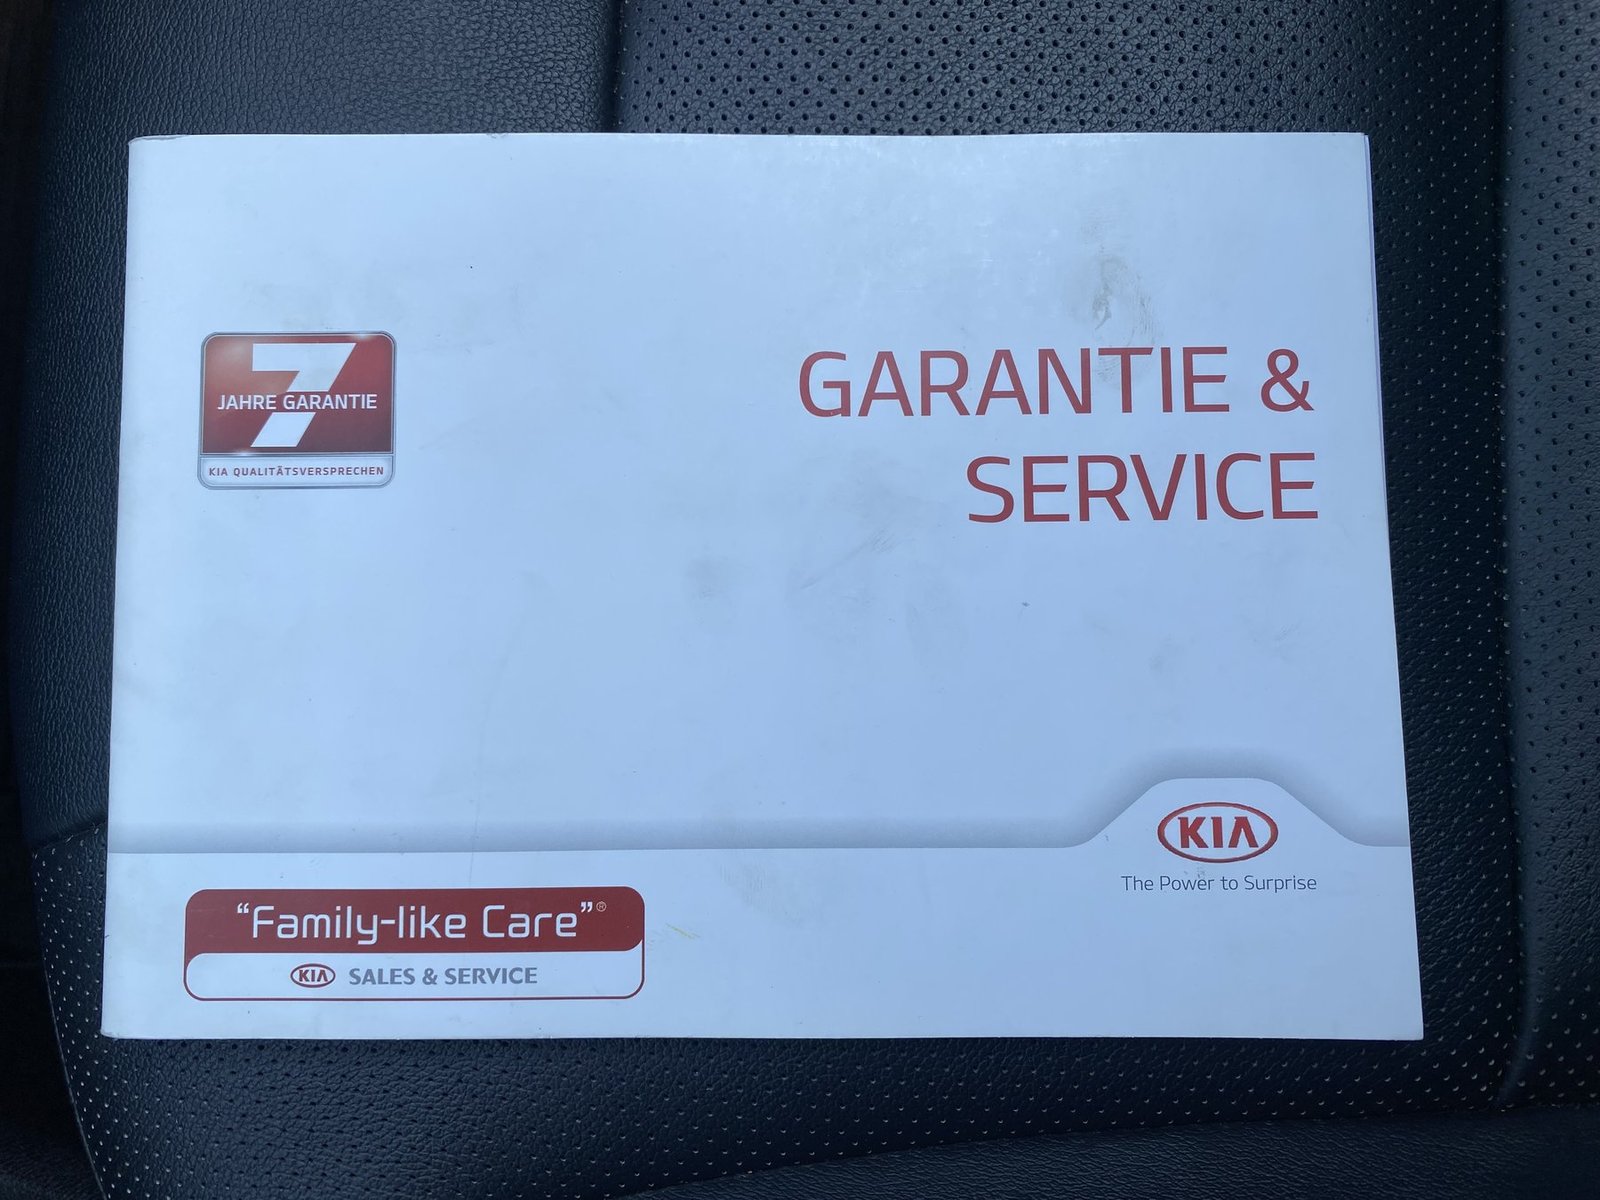 7
JAHRE GARANTIE
KIA QUALITÄTSVERSPRECHEN
GARANTIE &
SERVICE
KIA
The Power to Surprise
“Family-like Care”®
KIA SALES & SERVICE